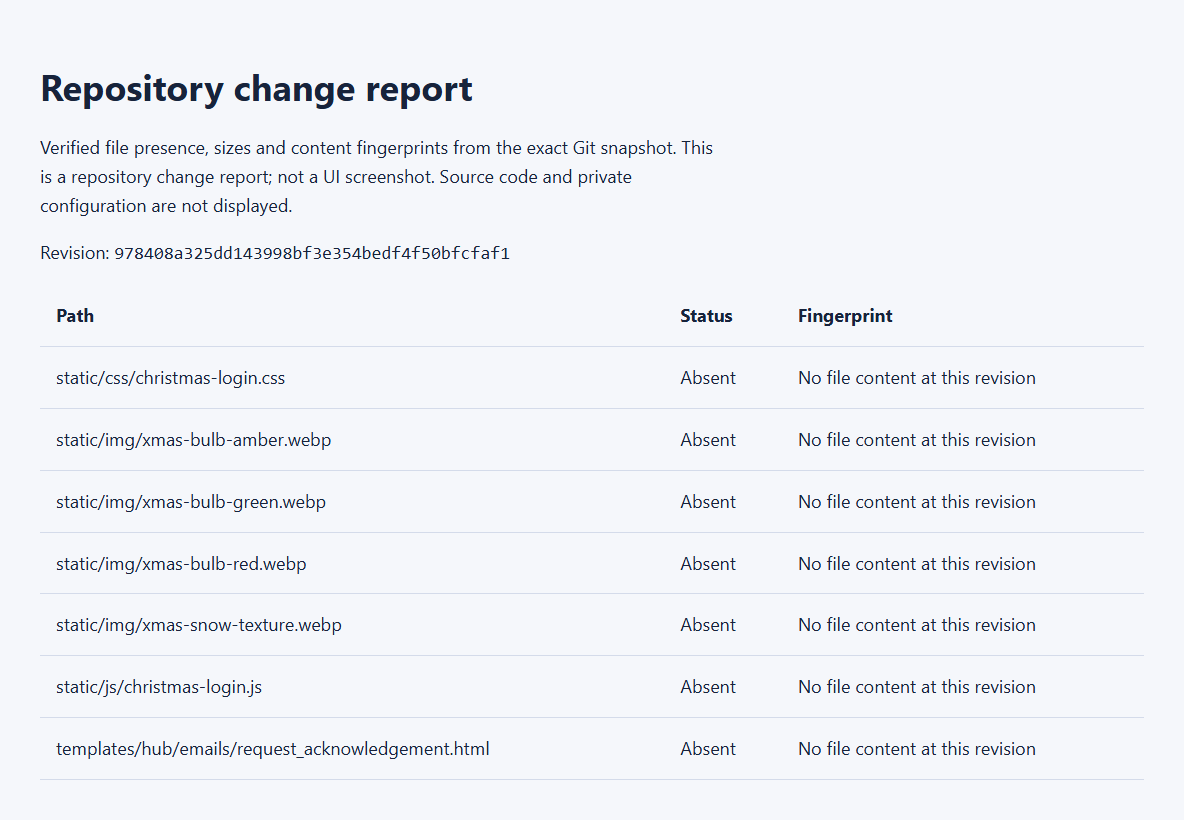 Repository change report
Verified file presence, sizes and content fingerprints from the exact Git snapshot. This
is a repository change report; not a UI screenshot. Source code and private
configuration are not displayed.
Revision: 978408a325dd143998bf3e354bedf4f50bfcfaf1
Path Status Fingerprint
static/css/christmas-login.css Absent No file content at this revision
static/img/xmas-bulb-amber.webp Absent No file content at this revision
static/img/xmas-bulb-green.webp Absent No file content at this revision
static/img/xmas-bulb-red.webp Absent No file content at this revision
static/img/xmas-snow-texture.webp Absent No file content at this revision
static/js/christmas-login.js Absent No file content at this revision
templates/hub/emails/request_acknowledgement.html Absent No file content at this revision